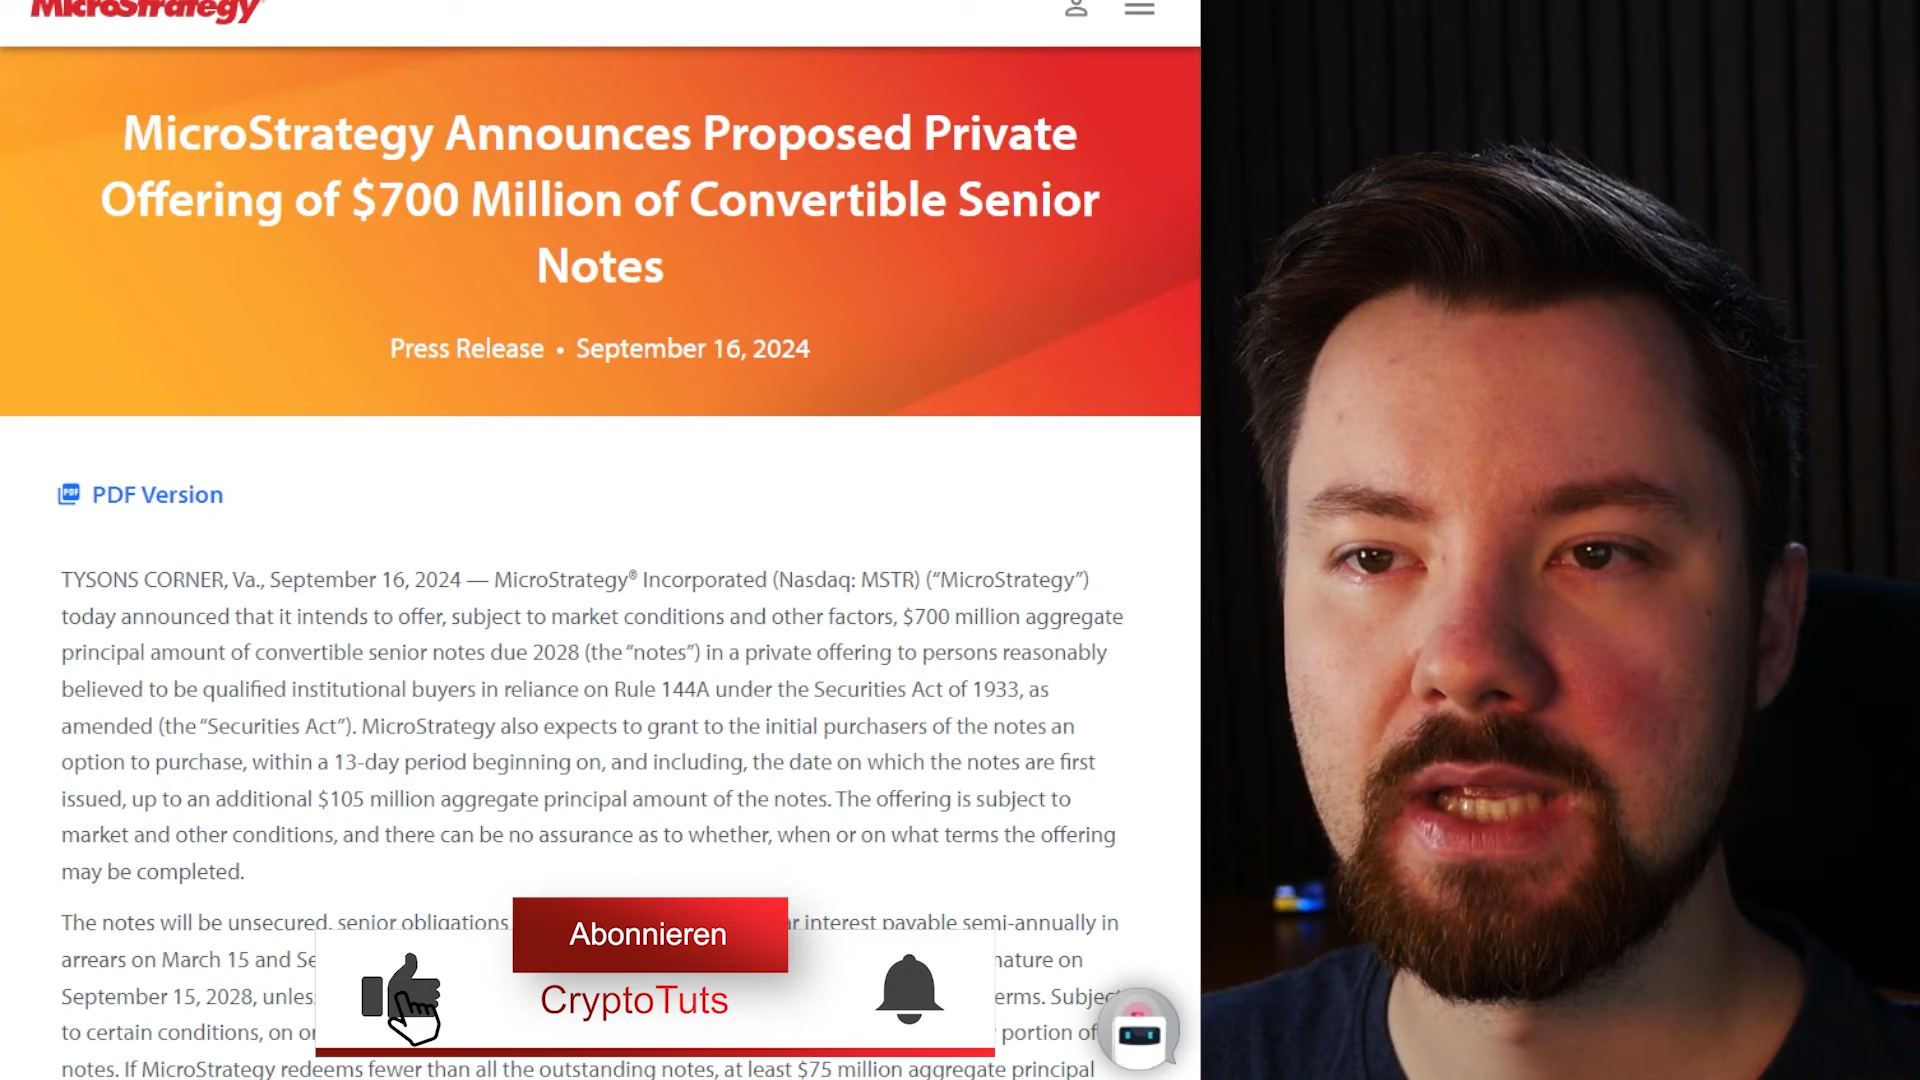 MicroStrategy
MicroStrategy Announces Proposed Private
Offering of $700 Million of Convertible Senior
Notes
Press Release • September 16, 2024
PDF Version
TYSONS CORNER, Va., September 16, 2024 — MicroStrategy® Incorporated (Nasdaq: MSTR) (“MicroStrategy”)
today announced that it intends to offer, subject to market conditions and other factors, $700 million aggregate
principal amount of convertible senior notes due 2028 (the “notes”) in a private offering to persons reasonably
believed to be qualified institutional buyers in reliance on Rule 144A under the Securities Act of 1933, as
amended (the “Securities Act”). MicroStrategy also expects to grant to the initial purchasers of the notes an
option to purchase, within a 13-day period beginning on, and including, the date on which the notes are first
issued, up to an additional $105 million aggregate principal amount of the notes. The offering is subject to
market and other conditions, and there can be no assurance as to whether, when or on what terms the offering
may be completed.
The notes will be unsecured, senior obligations interest payable semi-annually in
arrears on March 15 and
September 15, 2028, Subject
to certain conditions, on portion of
notes. If MicroStrategy redeems fewer than all the outstanding notes, at least $75 million aggregate principal
Abonnieren
CryptoTuts